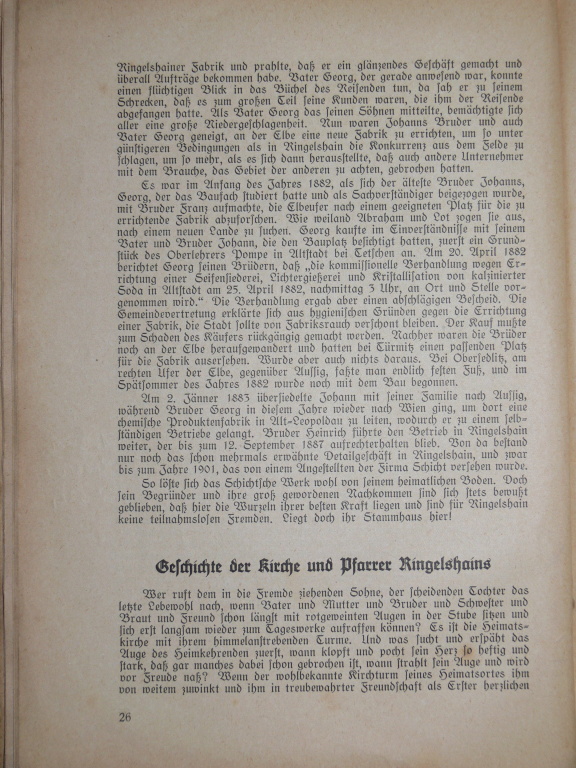 Ringelshainer Fabrik und prahlte, daß er ein glänzendes Geschäft gemacht und
überall Aufträge bekommen habe. Vater Georg, der gerade anwesend war, konnte
einen flüchtigen Blick in das Büchel des Reisenden tun, da sah er zu seinem
Schrecken, daß es zum großen Teil seine Kunden waren, die ihm der Reisende
abgefangen hatte. Als Vater Georg das seinen Söhnen mitteilte, bemächtigte sich
aller eine große Niedergeschlagenheit. Nun waren Johanns Bruder und auch
Vater Georg geneigt, an der Elbe eine neue Fabrik zu errichten, um so unter
günstigeren Bedingungen als in Ringelshain die Konkurrenz aus dem Felde zu
schlagen, um so mehr, als es sich dann herausstellte, daß auch andere Unternehmer
mit dem Brauche, das Gebiet der anderen zu achten, gebrochen hatten.
Es war im Anfang des Jahres 1882, als sich der älteste Bruder Johanns,
Georg, der das Baufach studiert hatte und als Sachverständiger beigezogen wurde,
mit Bruder Franz aufmachte, die Elbeufer nach einem geeigneten Platz für die zu
errichtende Fabrik abzuforschen. Wie weiland Abraham und Lot zogen sie aus,
nach einem neuen Lande zu suchen. Georg kaufte im Einverständnisse mit seinem
Vater und Bruder Johann, die den Bauplatz besichtigt hatten, zuerst ein Grund-
stück des Oberlehrers Pompe in Altstadt bei Tetschen an. Am 20. April 1882
berichtet Georg seinen Brüdern, daß „die kommissionelle Verhandlung wegen Er-
richtung einer Seifensiederei, Lichtergießerei und Kristallisation von kalzinierter
Soda in Altstadt am 25. April 1882, nachmittag 3 Uhr, an Ort und Stelle vor-
genommen wird.“ Die Verhandlung ergab aber einen abschlägigen Bescheid. Die
Gemeindevertretung erklärte sich aus hygienischen Gründen gegen die Errichtung
einer Fabrik, die Stadt sollte von Fabriksrauch verschont bleiben. Der Kauf mußte
zum Schaden des Käufers rückgängig gemacht werden. Nachher waren die Brüder
noch an der Elbe heraufgewandert und hatten bei Türmitz einen passenden Platz
für die Fabrik ausersehen. Wurde aber auch nichts daraus. Bei Obersedlitz, am
rechten Ufer der Elbe, gegenüber Aussig, faßte man endlich festen Fuß, und im
Spätsommer des Jahres 1882 wurde noch mit dem Bau begonnen.
Am 2. Jänner 1883 übersiedelte Johann mit seiner Familie nach Aussig,
während Bruder Georg in diesem Jahre wieder nach Wien ging, um dort eine
chemische Produktenfabrik in Alt-Leopoldau zu leiten, wodurch er zu einem selb-
ständigen Betriebe gelangt. Bruder Heinrich führte den Betrieb in Ringelshain
weiter, der bis zum 12. September 1887 aufrechterhalten blieb. Von da bestand
nur noch das schon mehrmals erwähnte Detailgeschäft in Ringelshain, und zwar
bis zum Jahre 1901, das von einem Angestellten der Firma Schicht versehen wurde.
So löste sich das Schichtsche Werk wohl von seinem heimatlichen Boden. Doch
sein Begründer und ihre groß gewordenen Nachkommen sind sich stets bewußt
geblieben, daß hier die Wurzeln ihrer besten Kraft liegen und sind für Ringelshain
keine teilnahmslosen Fremden. Liegt doch ihr Stammhaus hier!
Geschichte der Kirche und Pfarrer Ringelshains
Wer ruft dem in die Fremde ziehenden Sohne, der scheidenden Tochter das
letzte Lebewohl nach, wenn Vater und Mutter und Bruder und Schwester und
Braut und Freund schon längst mit rotgeweinten Augen in der Stube sitzen und
sich erst langsam wieder zum Tageswerke aufraffen können? Es ist die Heimats-
kirche mit ihrem himmelanstrebenden Turme. Und was sucht und erspäht das
Auge des Heimkehrenden zuerst, wann klopft und pocht sein Herz so heftig und
stark, daß gar manches dabei schon gebrochen ist, wann strahlt sein Auge und wird
vor Freude naß? Wenn der wohlbekannte Kirchturm seines Heimatsortes ihm
von weitem zuwinkt und ihm in treubewahrter Freundschaft als Erster herzlichen
26